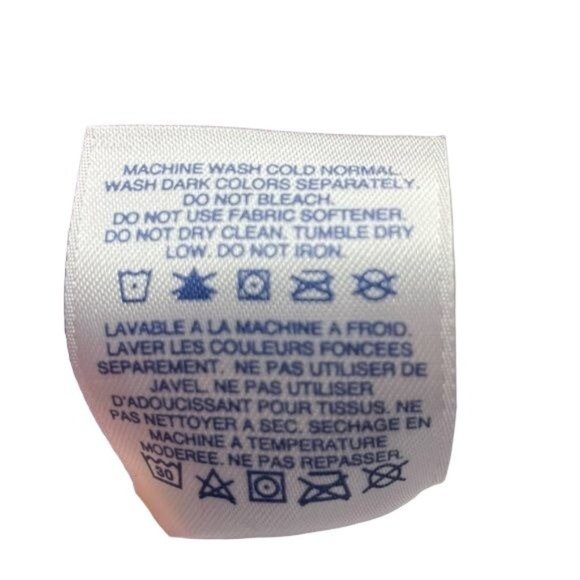 MACHINE WASH COLD NORMAL.
WASH DARK COLORS SEPARATELY.
DO NOT BLEACH.
DO NOT USE FABRIC SOFTENER.
DO NOT DRY CLEAN. TUMBLE DRY
LOW. DO NOT IRON.
LAVABLE A LA MACHINE A FROID.
LAVER LES COULEURS FONCEES
SEPAREMENT. NE PAS UTILISER DE
JAVEL. NE PAS UTILISER
D'ADOUCISSANT POUR TISSUS. NE
PAS NETTOYER A SEC. SECHAGE EN
MACHINE A TEMPERATURE
MODEREE. NE PAS REPASSER.
30